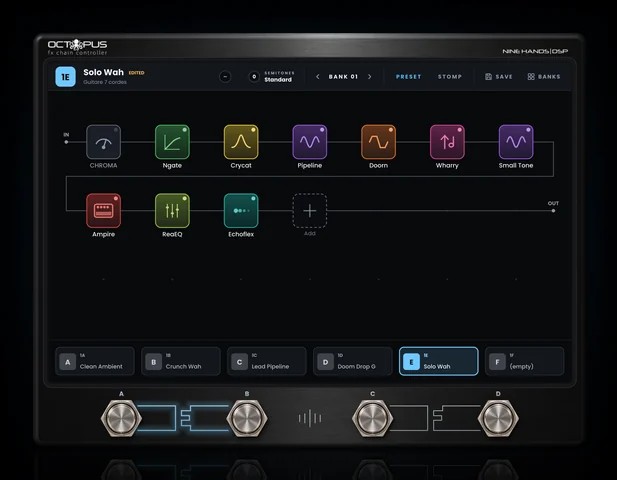 OCTOPUS
fx chain controller
NINE HANDS|DSP
1E
Solo Wah EDITED
Guitare 7 cordes
−
0
SEMITONES
Standard
BANK 01
PRESET
STOMP
SAVE
BANKS
IN
CHROMA
Ngate
Crycat
Pipeline
Doorn
Wharry
Small Tone
Ampire
ReaEQ
Echoflex
Add
OUT
A
1A
Clean Ambient
B
1B
Crunch Wah
C
1C
Lead Pipeline
D
1D
Doom Drop G
E
1E
Solo Wah
F
1F
(empty)
A
B
C
D